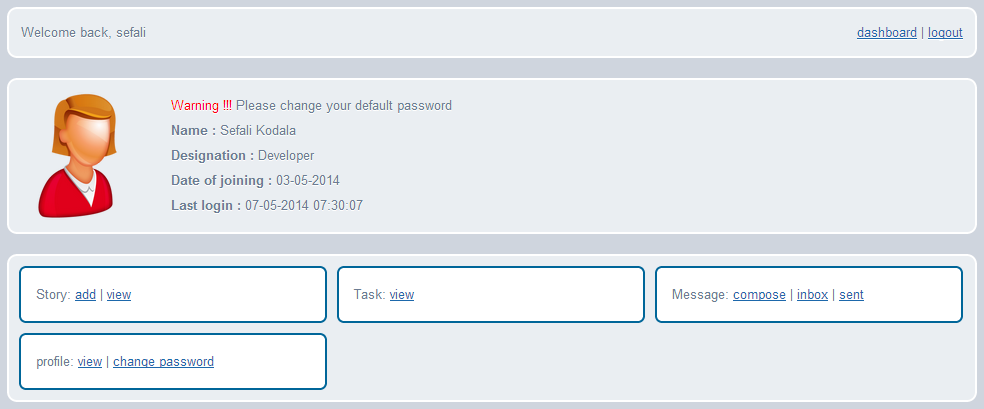 Welcome back, sefali dashboard | logout
Warning !!! Please change your default password
Name : Sefali Kodala
Designation : Developer
Date of joining : 03-05-2014
Last login : 07-05-2014 07:30:07
Story: add | view
Task: view
Message: compose | inbox | sent
profile: view | change password